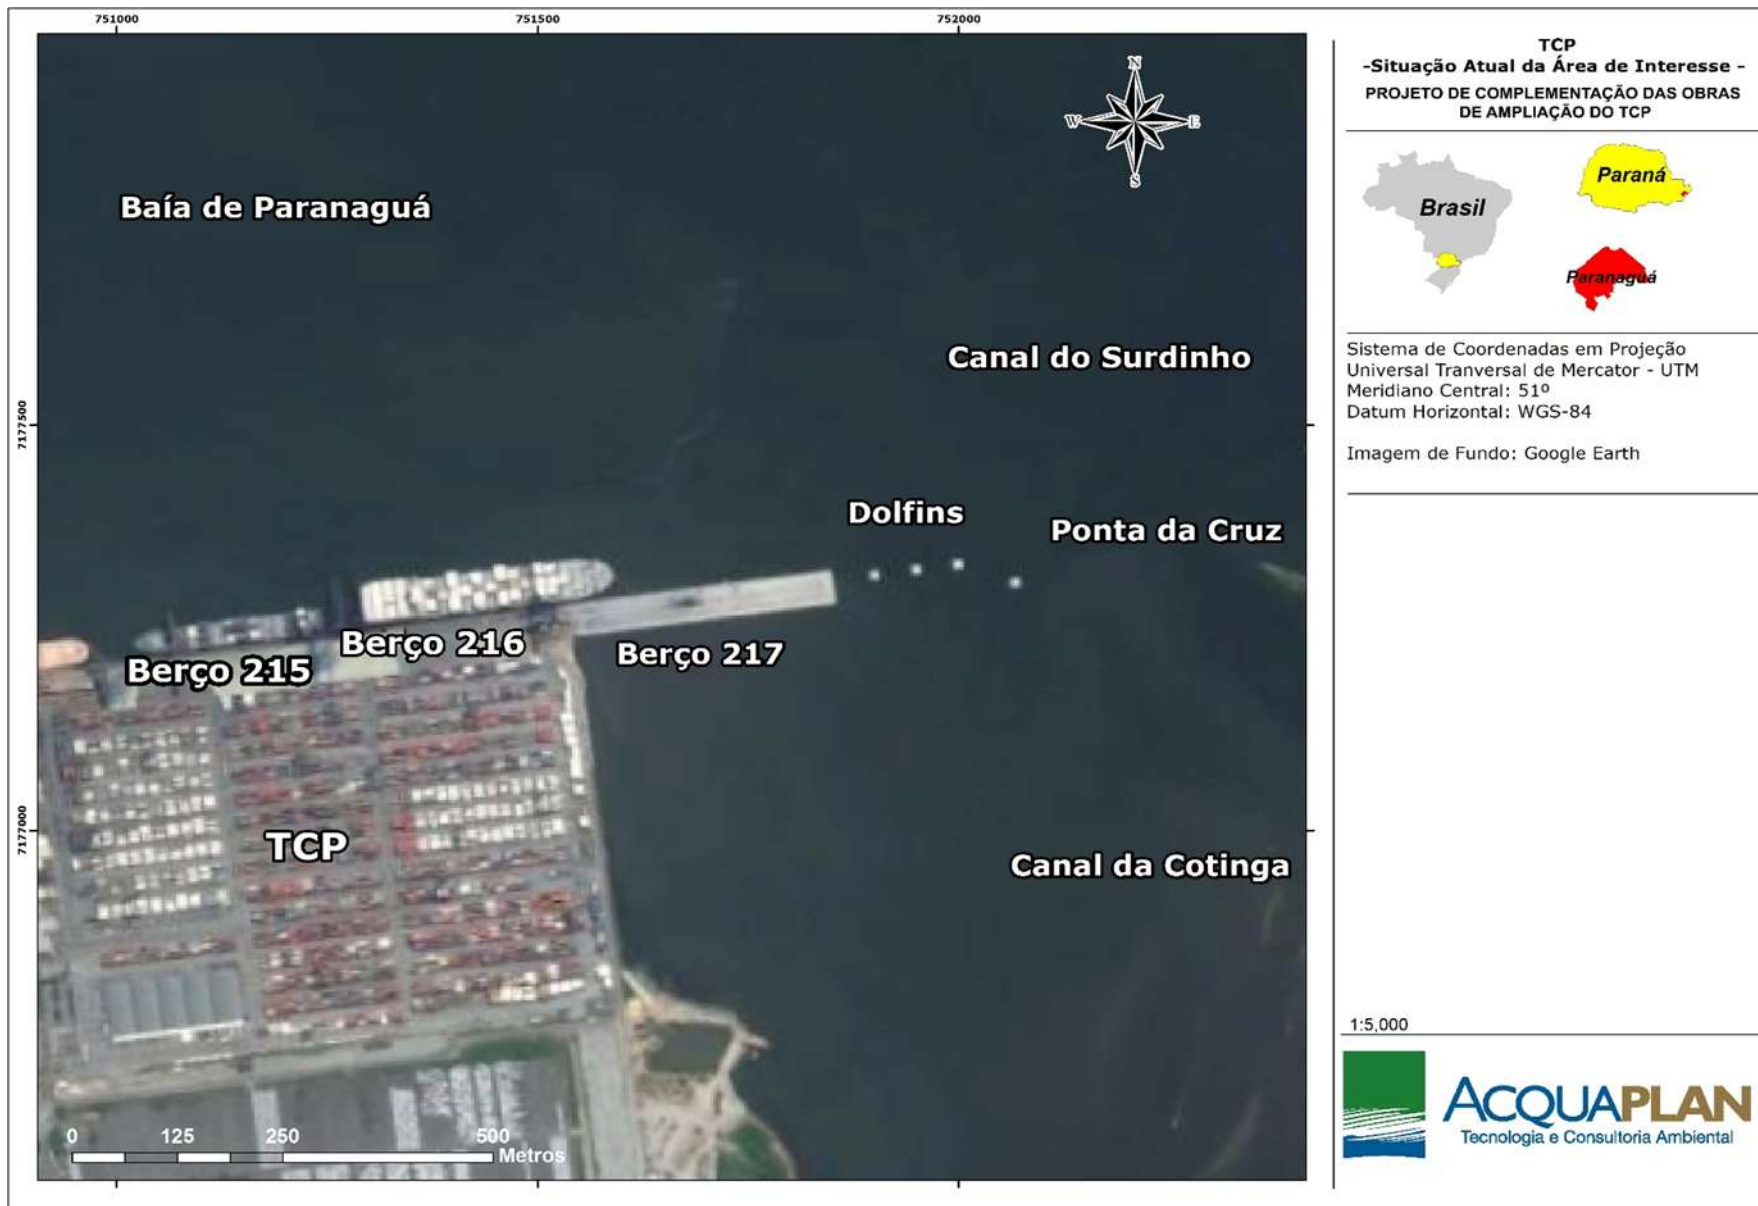 751000
751500
752000
7177500
7177000
N
W
E
S
Baía de Paranaguá
Canal do Surdinho
Dolfins
Ponta da Cruz
Berço 216
Berço 217
Berço 215
TCP
Canal da Cotinga
0 125 250 500
Metros
TCP
-Situação Atual da Área de Interesse -
PROJETO DE COMPLEMENTAÇÃO DAS OBRAS
DE AMPLIAÇÃO DO TCP
Brasil
Paraná
Paranaguá
Sistema de Coordenadas em Projeção
Universal Tranversal de Mercator - UTM
Meridiano Central: 51º
Datum Horizontal: WGS-84
Imagem de Fundo: Google Earth
1:5,000
ACQUAPLAN
Tecnologia e Consultoria Ambiental